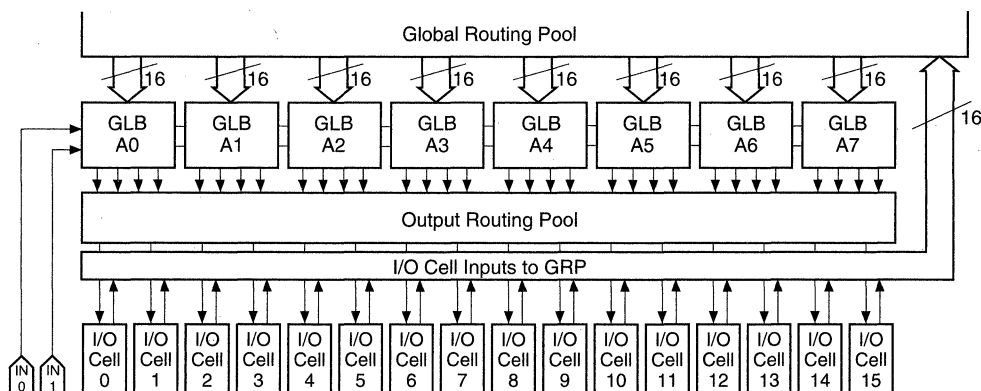 Global Routing Pool
16 16 16 16 16 16 16 16
GLB GLB GLB GLB GLB GLB GLB GLB
A0 A1 A2 A3 A4 A5 A6 A7
16
Output Routing Pool
I/O Cell Inputs to GRP
I/O I/O I/O I/O I/O I/O I/O I/O I/O I/O I/O I/O I/O I/O I/O I/O
Cell Cell Cell Cell Cell Cell Cell Cell Cell Cell Cell Cell Cell Cell Cell Cell
IN IN
0 1 0 1 2 3 4 5 6 7 8 9 10 11 12 13 14 15